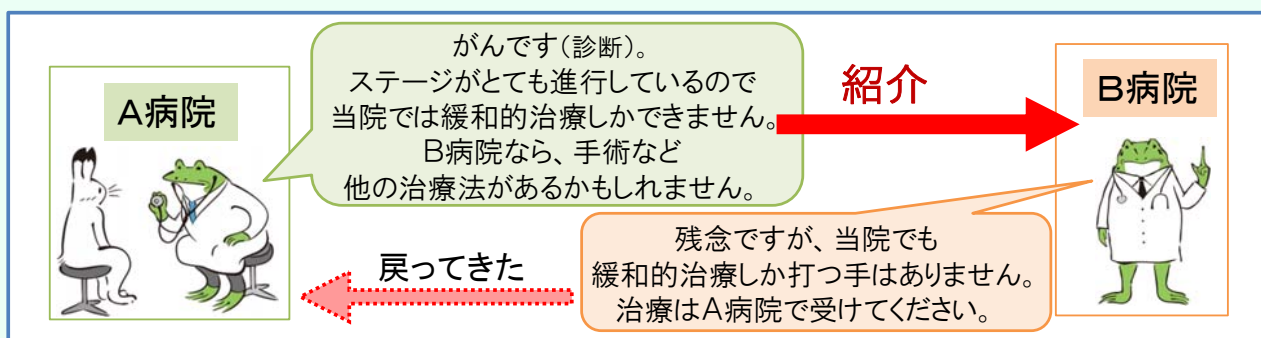 A病院
がんです（診断）。
ステージがとても進行しているので
当院では緩和的治療しかできません。
B病院なら、手術など
他の治療法があるかもしれません。
紹介
B病院
残念ですが、当院でも
緩和的治療しか打つ手はありません。
治療はA病院で受けてください。
戻ってきた